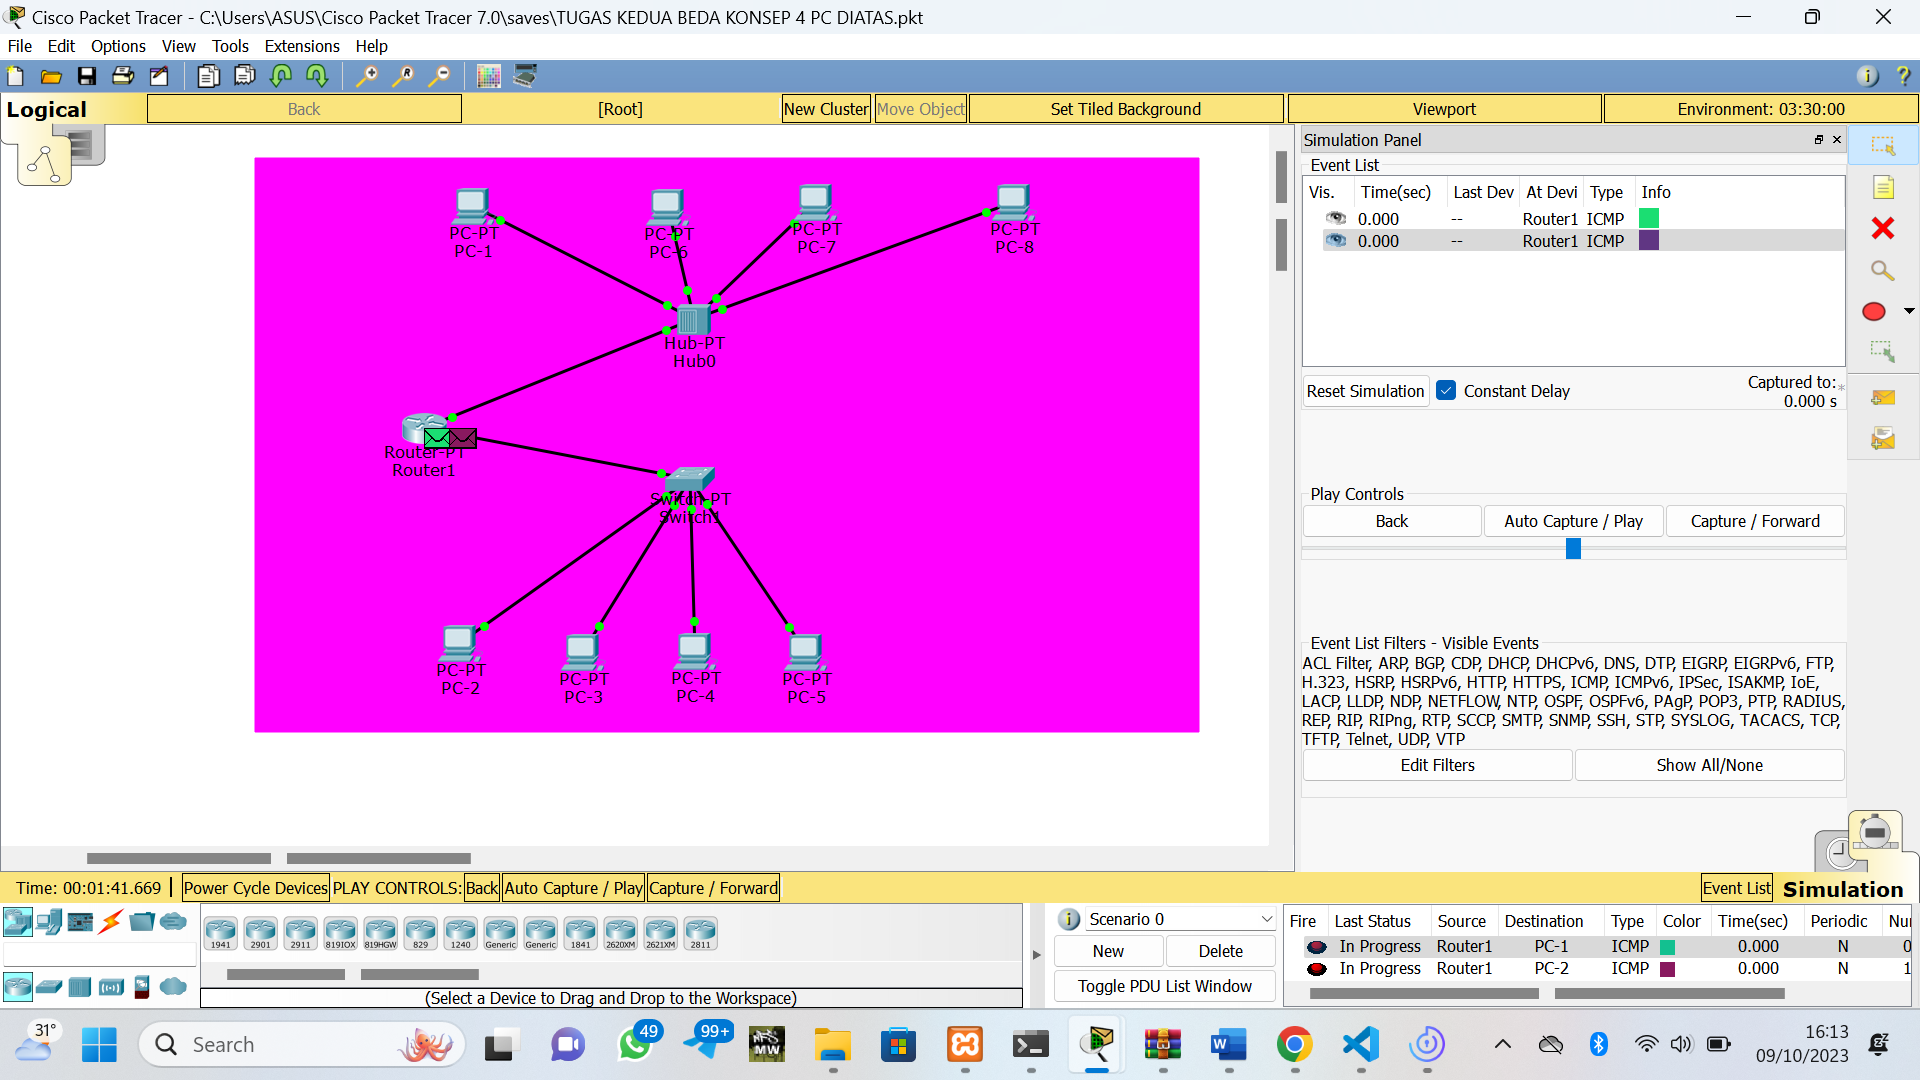 Cisco Packet Tracer - C:\Users\ASUS\Cisco Packet Tracer 7.0\saves\TUGAS KEDUA BEDA KONSEP 4 PC DIATAS.pkt
File Edit Options View Tools Extensions Help
Logical Back [Root] New Cluster Move Object Set Tiled Background Viewport Environment: 03:30:00
PC-PT
PC-1
PC-PT
PC-6
PC-PT
PC-7
PC-PT
PC-8
Hub-PT
Hub0
Router-PT
Router1
Switch-PT
Switch1
PC-PT
PC-2
PC-PT
PC-3
PC-PT
PC-4
PC-PT
PC-5
Simulation Panel
Event List
Vis. Time(sec) Last Dev At Devi Type Info
0.000 -- Router1 ICMP
0.000 -- Router1 ICMP
Reset Simulation Constant Delay
Captured to: *
0.000 s
Play Controls
Back Auto Capture / Play Capture / Forward
Event List Filters - Visible Events
ACL Filter, ARP, BGP, CDP, DHCP, DHCPv6, DNS, DTP, EIGRP, EIGRPv6, FTP,
H.323, HSRP, HSRPv6, HTTP, HTTPS, ICMP, ICMPv6, IPSec, ISAKMP, IoE,
LACP, LLDP, NDP, NETFLOW, NTP, OSPF, OSPFv6, PAgP, POP3, PTP, RADIUS,
REP, RIP, RIPng, RTP, SCCP, SMTP, SNMP, SSH, STP, SYSLOG, TACACS, TCP,
TFTP, Telnet, UDP, VTP
Edit Filters Show All/None
Time: 00:01:41.669 Power Cycle Devices PLAY CONTROLS: Back Auto Capture / Play Capture / Forward Event List Simulation
1941 2901 2911 819IOX 819HGW 829 1240 Generic Generic 1841 2620XM 2621XM 2811
(Select a Device to Drag and Drop to the Workspace)
Scenario 0
New Delete
Toggle PDU List Window
Fire Last Status Source Destination Type Color Time(sec) Periodic Nu
In Progress Router1 PC-1 ICMP 0.000 N 0
In Progress Router1 PC-2 ICMP 0.000 N 1
31°
Search
49
99+
NFS
MW
16:13
09/10/2023